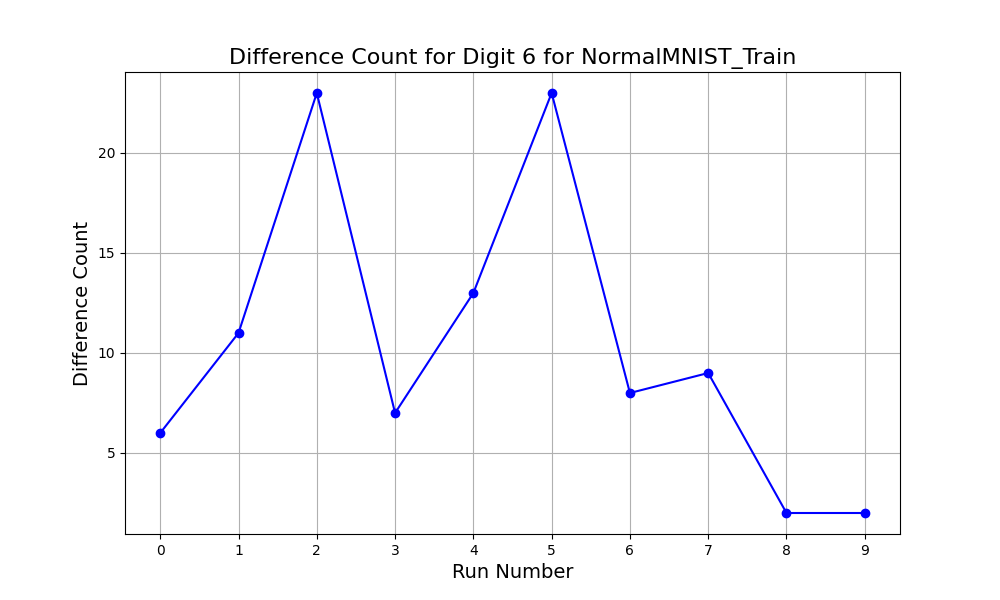 Difference Count for Digit 6 for NormalMNIST_Train
Difference Count
20
15
10
5
0 1 2 3 4 5 6 7 8 9
Run Number